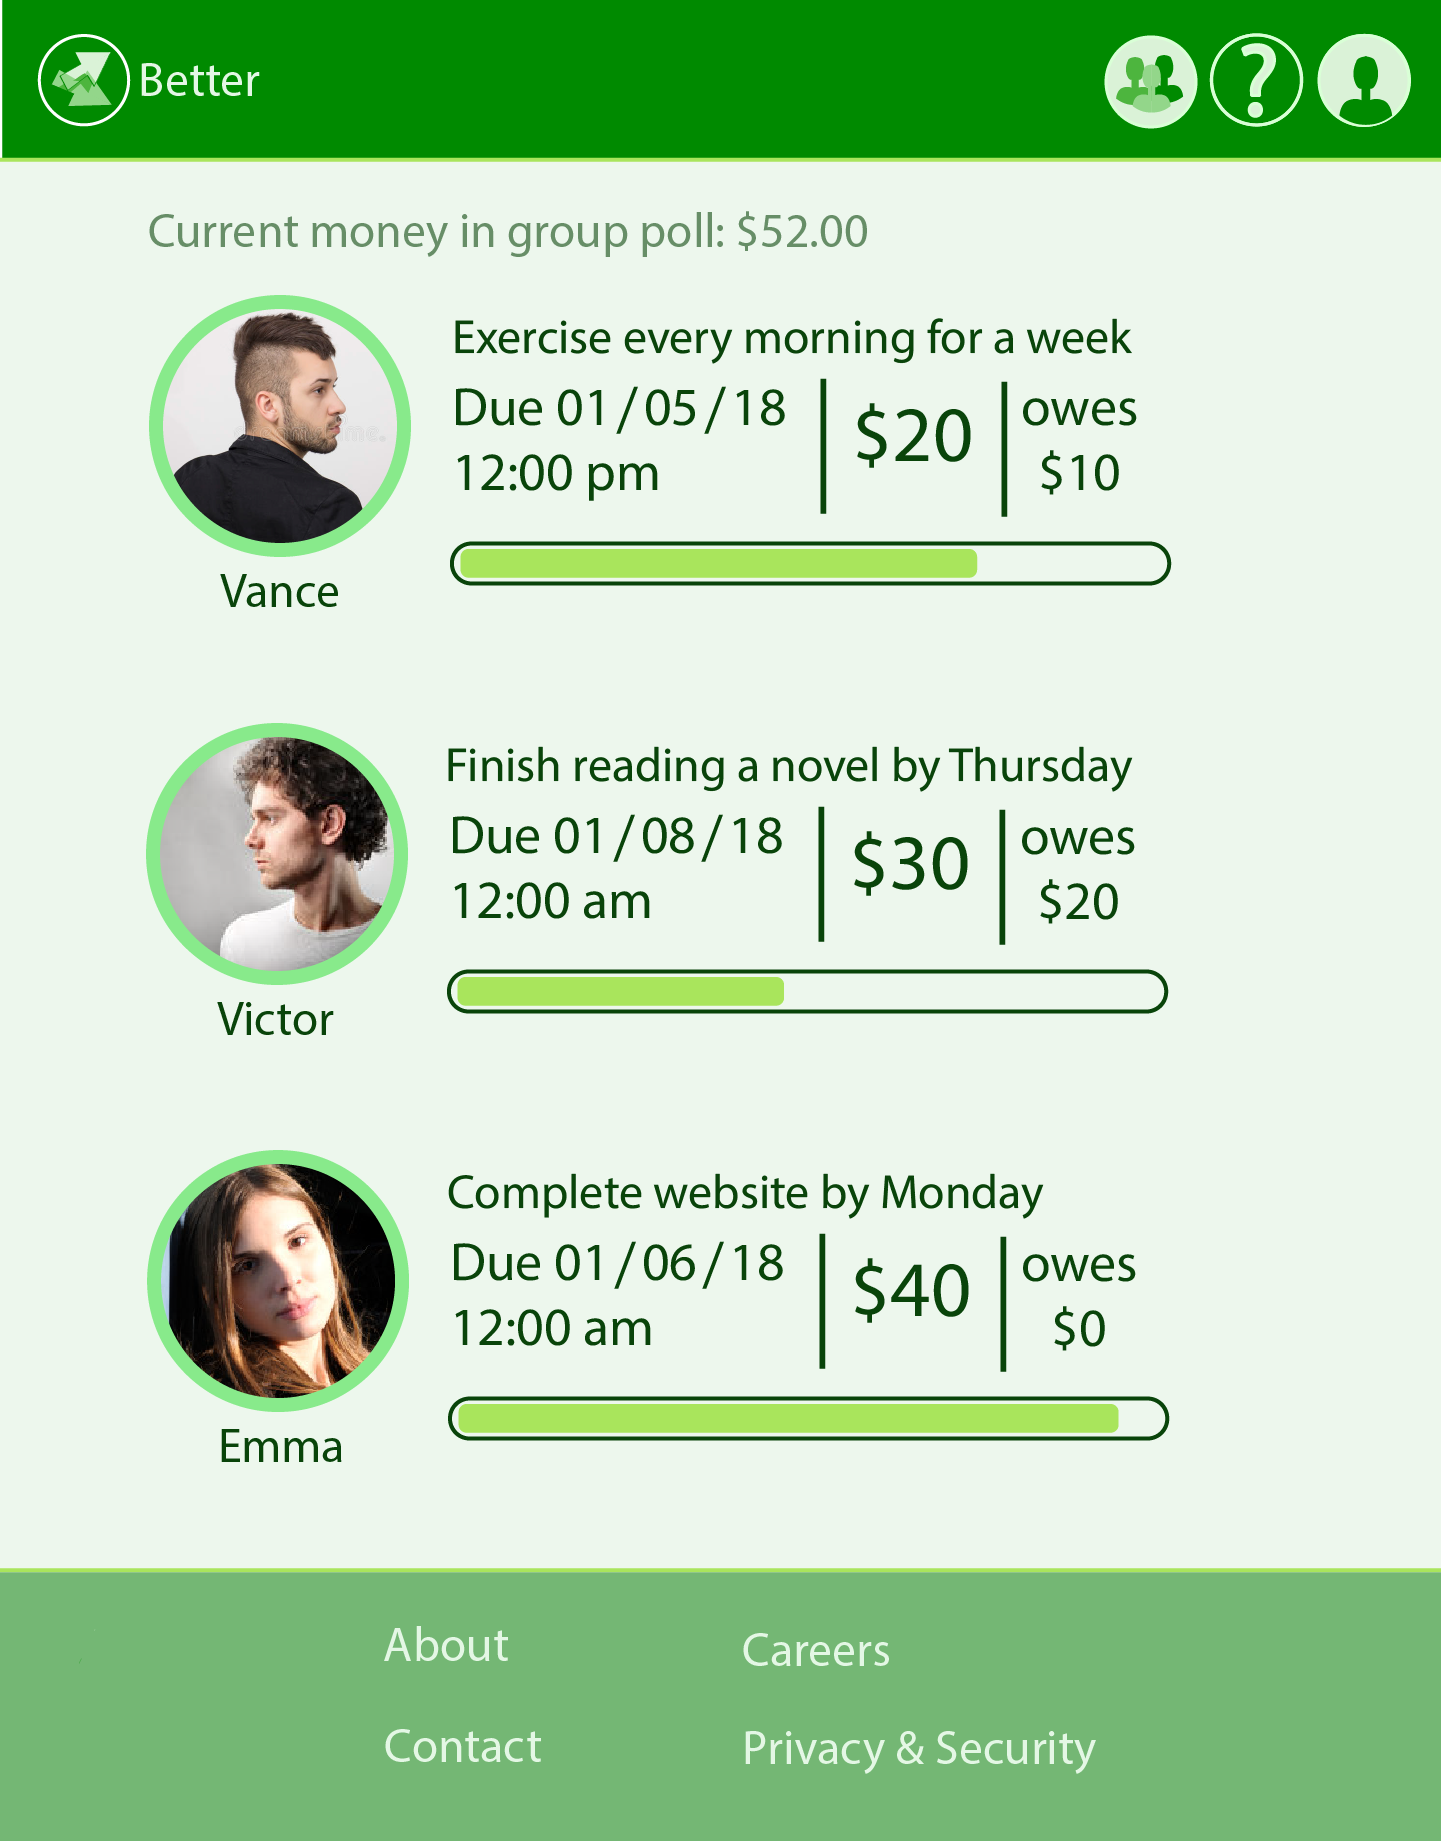 Better
?
Current money in group poll: $52.00
Exercise every morning for a week
Due 01/05/18
12:00 pm
$20
owes
$10
Vance
Finish reading a novel by Thursday
Due 01/08/18
12:00 am
$30
owes
$20
Victor
Complete website by Monday
Due 01/06/18
12:00 am
$40
owes
$0
Emma
About
Careers
Contact
Privacy & Security